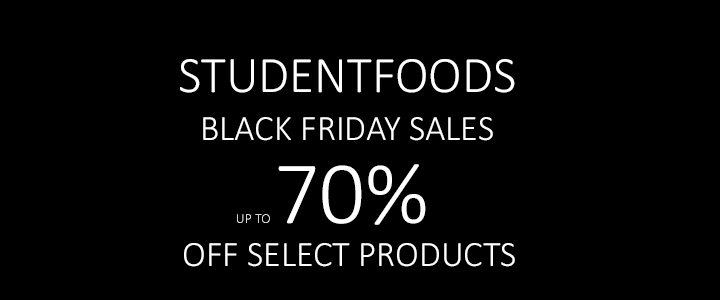 STUDENTFOODS
BLACK FRIDAY SALES
UP TO 70%
OFF SELECT PRODUCTS